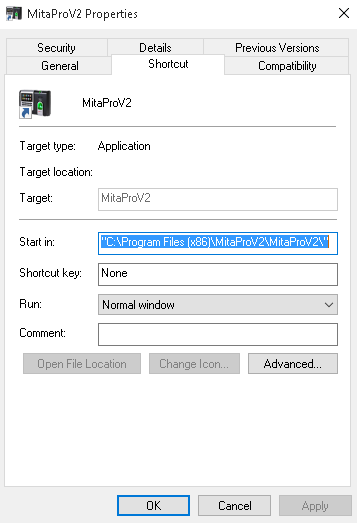 MitaProV2 Properties
Security Details Previous Versions
General Shortcut Compatibility
MitaProV2
Target type: Application
Target location:
Target: MitaProV2
Start in: "C:\Program Files (x86)\MitaProV2\MitaProV2\"
Shortcut key: None
Run: Normal window
Comment:
Open File Location Change Icon... Advanced...
OK Cancel Apply